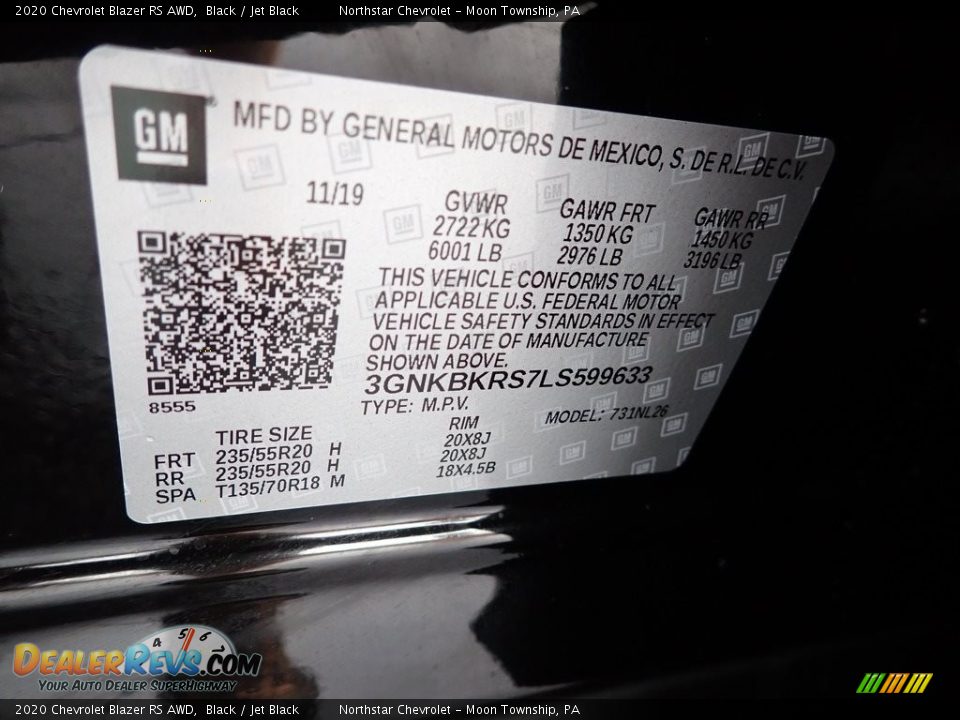 2020 Chevrolet Blazer RS AWD, Black / Jet Black Northstar Chevrolet - Moon Township, PA
GM
MFD BY GENERAL MOTORS DE MEXICO, S. DE R.L. DE C.V.
11/19 GVWR GAWR FRT GAWR RR
2722 KG 1350 KG 1450 KG
6001 LB 2976 LB 3196 LB
THIS VEHICLE CONFORMS TO ALL
APPLICABLE U.S. FEDERAL MOTOR
VEHICLE SAFETY STANDARDS IN EFFECT
ON THE DATE OF MANUFACTURE
SHOWN ABOVE.
3GNKBKRS7LS599633
8555
TYPE: M.P.V. MODEL: 731NL26
TIRE SIZE RIM
FRT 235/55R20 H 20X8J
RR 235/55R20 H 20X8J
SPA T135/70R18 M 18X4.5B
4 5 6
DEALERREVS.COM
YOUR AUTO DEALER SUPERHIGHWAY
2020 Chevrolet Blazer RS AWD, Black / Jet Black Northstar Chevrolet - Moon Township, PA